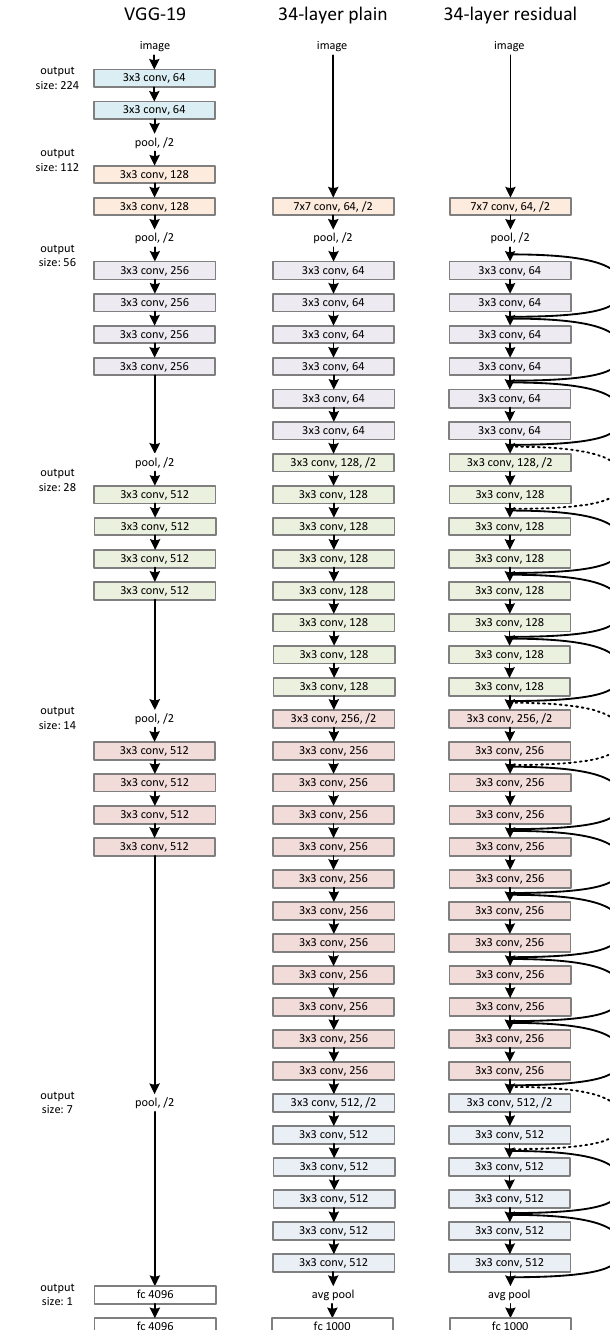 VGG-19 34-layer plain 34-layer residual
image image image
output size: 224
3x3 conv, 64
3x3 conv, 64
pool, /2
output size: 112
3x3 conv, 128
3x3 conv, 128 7x7 conv, 64, /2 7x7 conv, 64, /2
pool, /2 pool, /2 pool, /2
output size: 56
3x3 conv, 256 3x3 conv, 64 3x3 conv, 64
3x3 conv, 256 3x3 conv, 64 3x3 conv, 64
3x3 conv, 256 3x3 conv, 64 3x3 conv, 64
3x3 conv, 256 3x3 conv, 64 3x3 conv, 64
3x3 conv, 64 3x3 conv, 64
3x3 conv, 64 3x3 conv, 64
pool, /2 3x3 conv, 128, /2 3x3 conv, 128, /2
output size: 28
3x3 conv, 512 3x3 conv, 128 3x3 conv, 128
3x3 conv, 512 3x3 conv, 128 3x3 conv, 128
3x3 conv, 512 3x3 conv, 128 3x3 conv, 128
3x3 conv, 512 3x3 conv, 128 3x3 conv, 128
3x3 conv, 128 3x3 conv, 128
3x3 conv, 128 3x3 conv, 128
3x3 conv, 128 3x3 conv, 128
output size: 14
pool, /2 3x3 conv, 256, /2 3x3 conv, 256, /2
3x3 conv, 512 3x3 conv, 256 3x3 conv, 256
3x3 conv, 512 3x3 conv, 256 3x3 conv, 256
3x3 conv, 512 3x3 conv, 256 3x3 conv, 256
3x3 conv, 512 3x3 conv, 256 3x3 conv, 256
3x3 conv, 256 3x3 conv, 256
3x3 conv, 256 3x3 conv, 256
3x3 conv, 256 3x3 conv, 256
3x3 conv, 256 3x3 conv, 256
3x3 conv, 256 3x3 conv, 256
3x3 conv, 256 3x3 conv, 256
3x3 conv, 256 3x3 conv, 256
output size: 7
pool, /2 3x3 conv, 512, /2 3x3 conv, 512, /2
3x3 conv, 512 3x3 conv, 512
3x3 conv, 512 3x3 conv, 512
3x3 conv, 512 3x3 conv, 512
3x3 conv, 512 3x3 conv, 512
3x3 conv, 512 3x3 conv, 512
output size: 1
fc 4096 avg pool avg pool
fc 4096 fc 1000 fc 1000